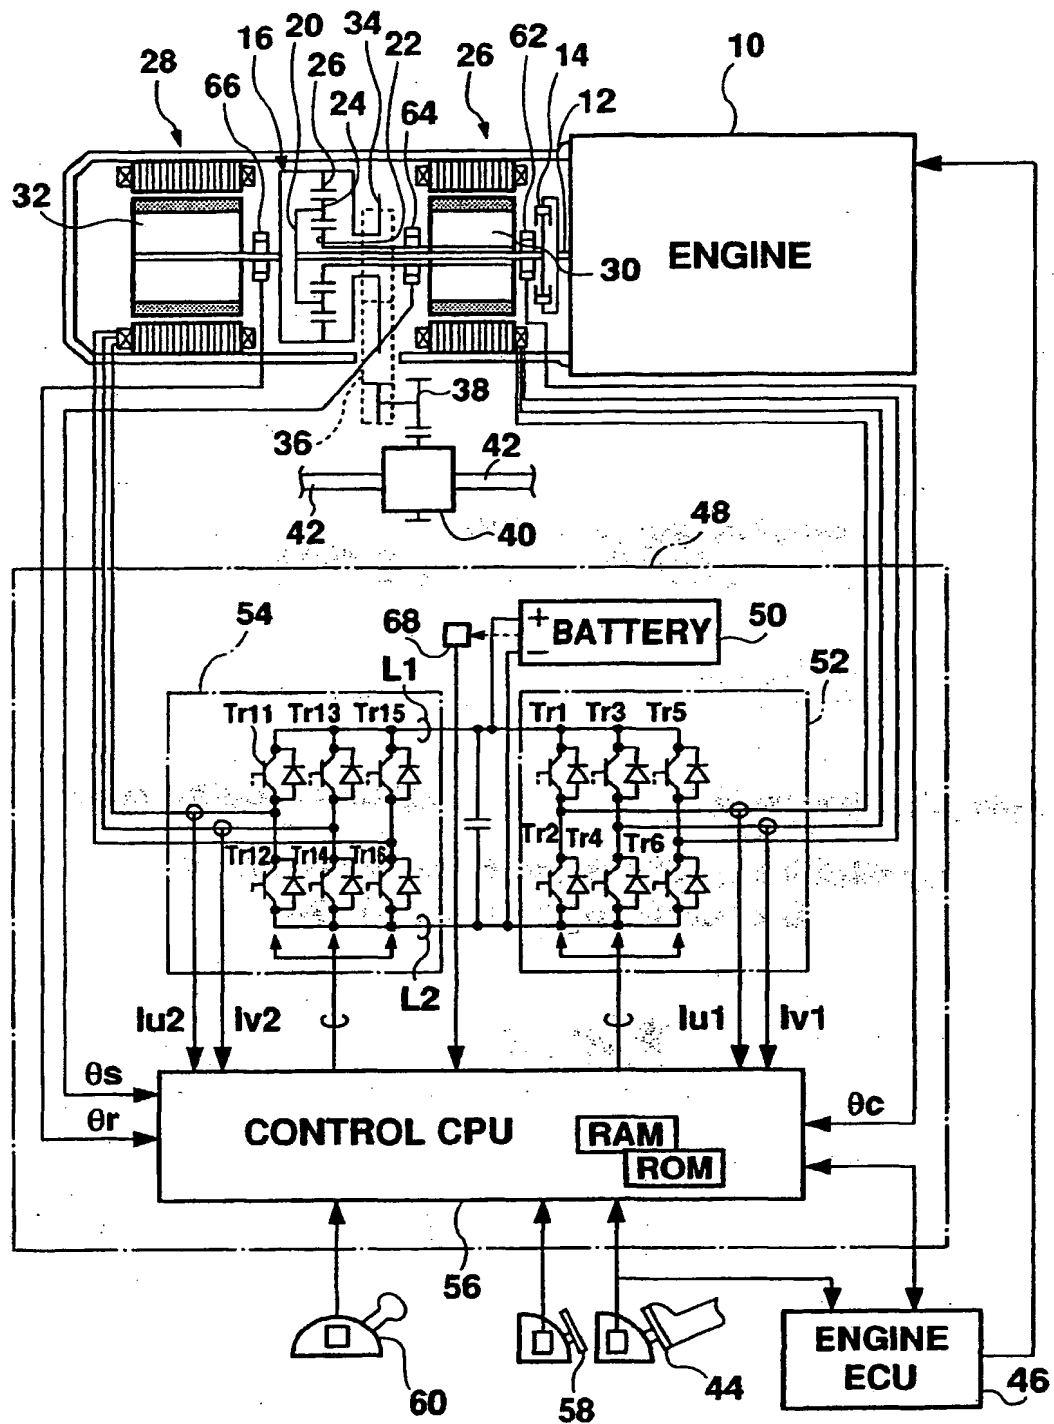 10
20 34 22 62
16 26 26 14
28
66 24 64 12
32
ENGINE
30
38
36
42
42
40
48
54
68
BATTERY
+
−
50
52
L1
Tr11 Tr13 Tr15
Tr1 Tr3 Tr5
Tr12 Tr14 Tr16
Tr2 Tr4 Tr6
L2
Iu2 Iv2
Iu1 Iv1
θs
θr
θc
CONTROL CPU
RAM
ROM
56
60
58
44
ENGINE
ECU
46